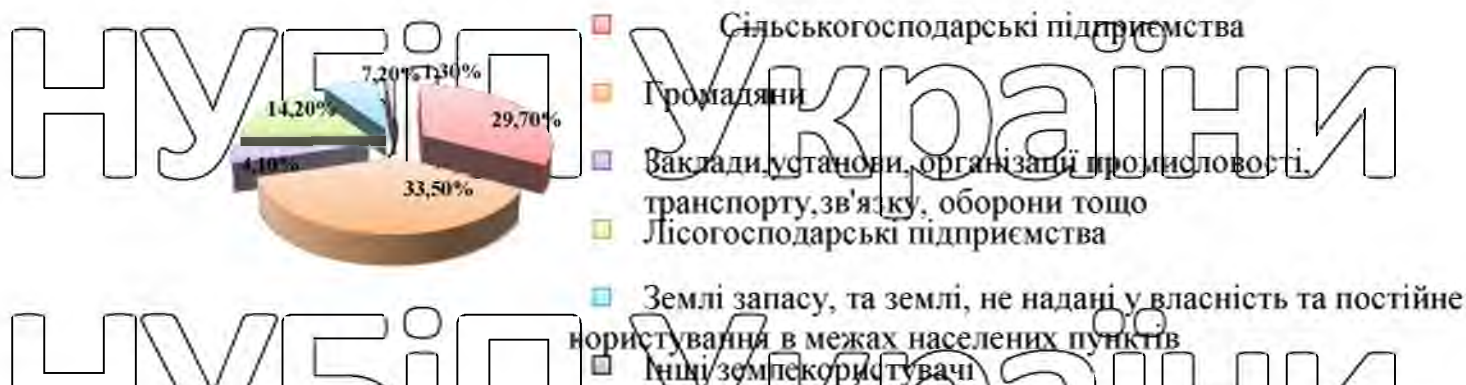 НУБіП України
Сільськогосподарські підприємства
7,20% 1,30%
Громадяни
14,20%
29,70%
Заклади,установи, організації промисловості,
4,10%
33,50%
транспорту,зв'язку, оборони тощо
Лісогосподарські підприємства
Землі запасу, та землі, не надані у власність та постійне
користування в межах населених пунктів
НУБіП України
Інші землекористувачі